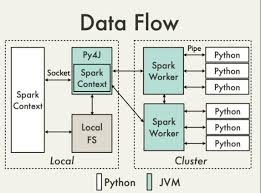 Data Flow
Py4J
Socket
Spark
Context
Spark
Context
Local
FS
Local
Spark
Worker
Spark
Worker
Pipe
Python
Python
Python
Python
Python
Python
Cluster
Python
JVM